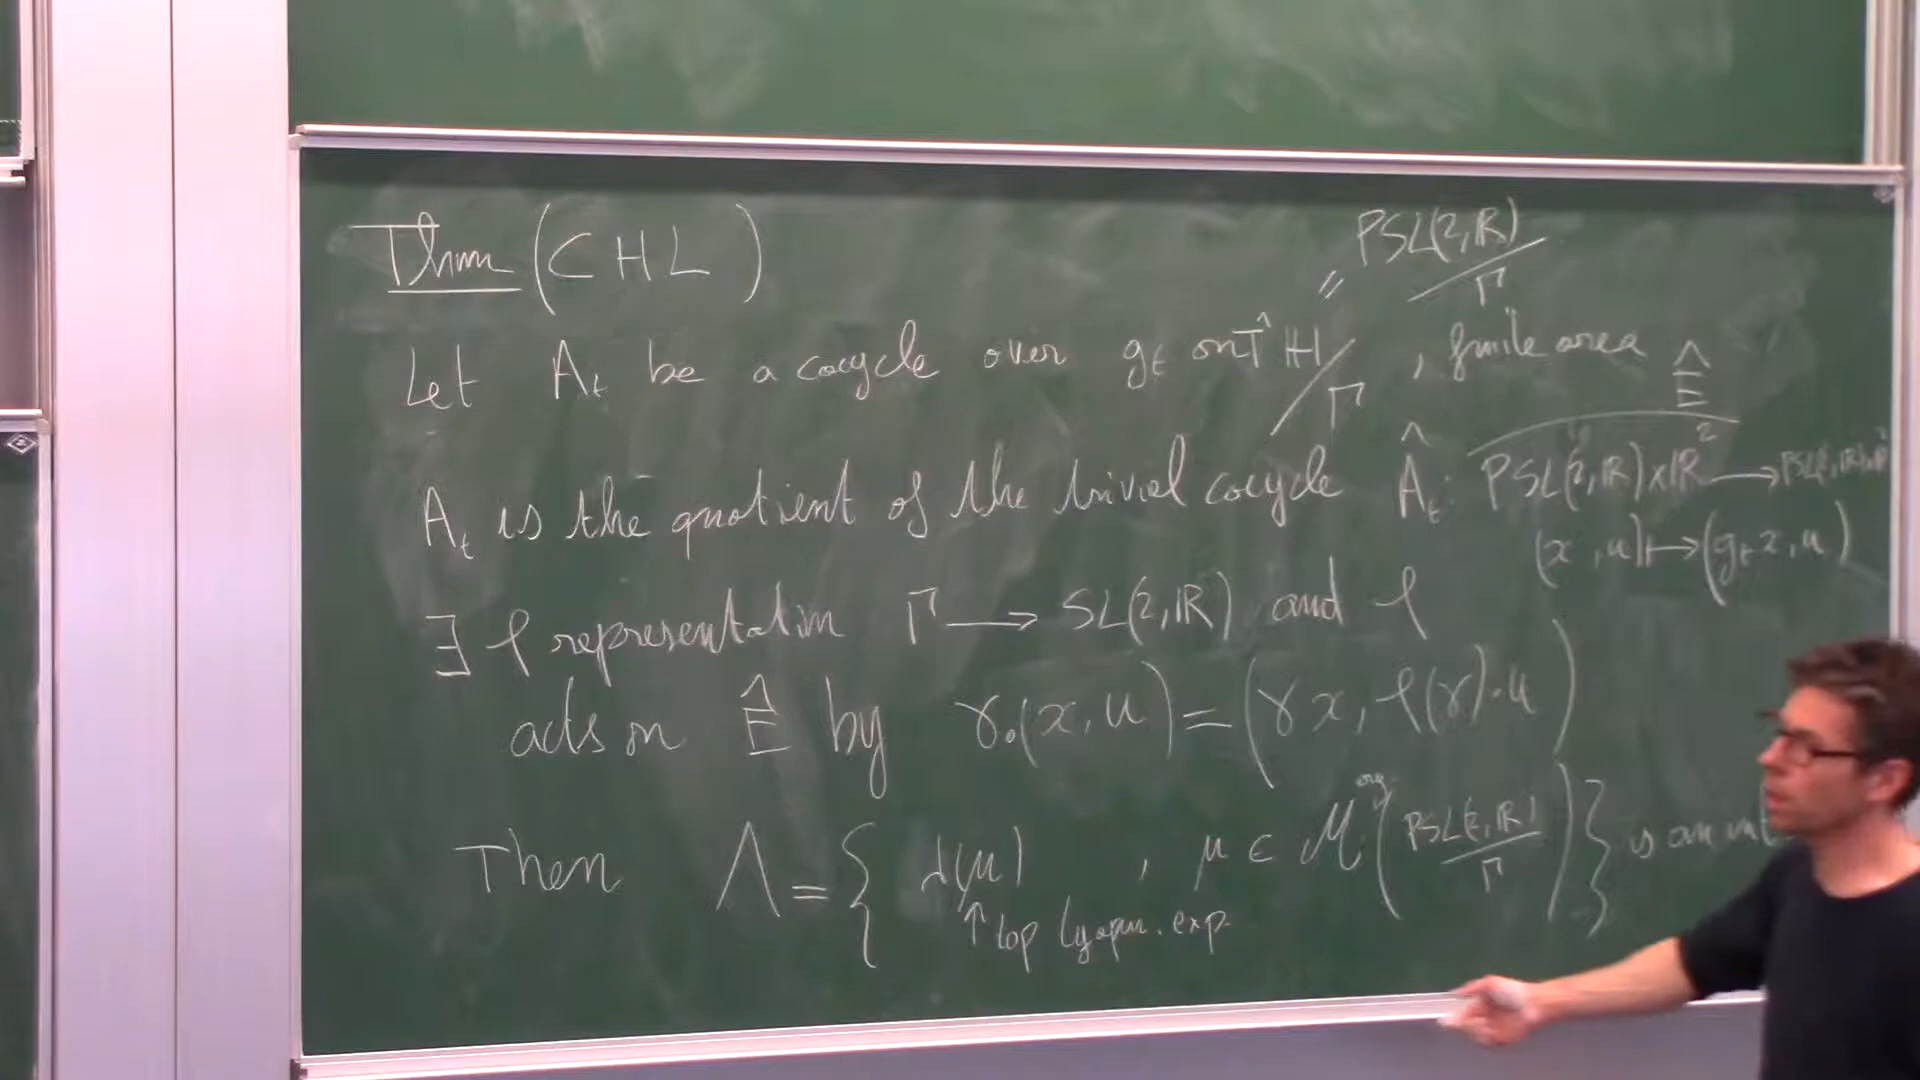 Thm (CHL)
= PSL(2,ℝ)/Γ
Let A_t be a cocycle over g_t on T^1 ℍ/Γ, finite area
Ê
A_t is the quotient of the trivial cocycle Â_t: PSL(2,ℝ)×ℝ² → PSL(2,ℝ)×ℝ²
(x, u) ↦ (g_t x, u)
∃ ρ representation Γ → SL(2,ℝ) and ρ
acts on Ê by γ.(x, u) = (γx, ρ(γ).u)
Then Λ = { λ(μ) , μ ∈ M^erg (PSL(2,ℝ)/Γ) } is an int
↑ top lyapun. exp.